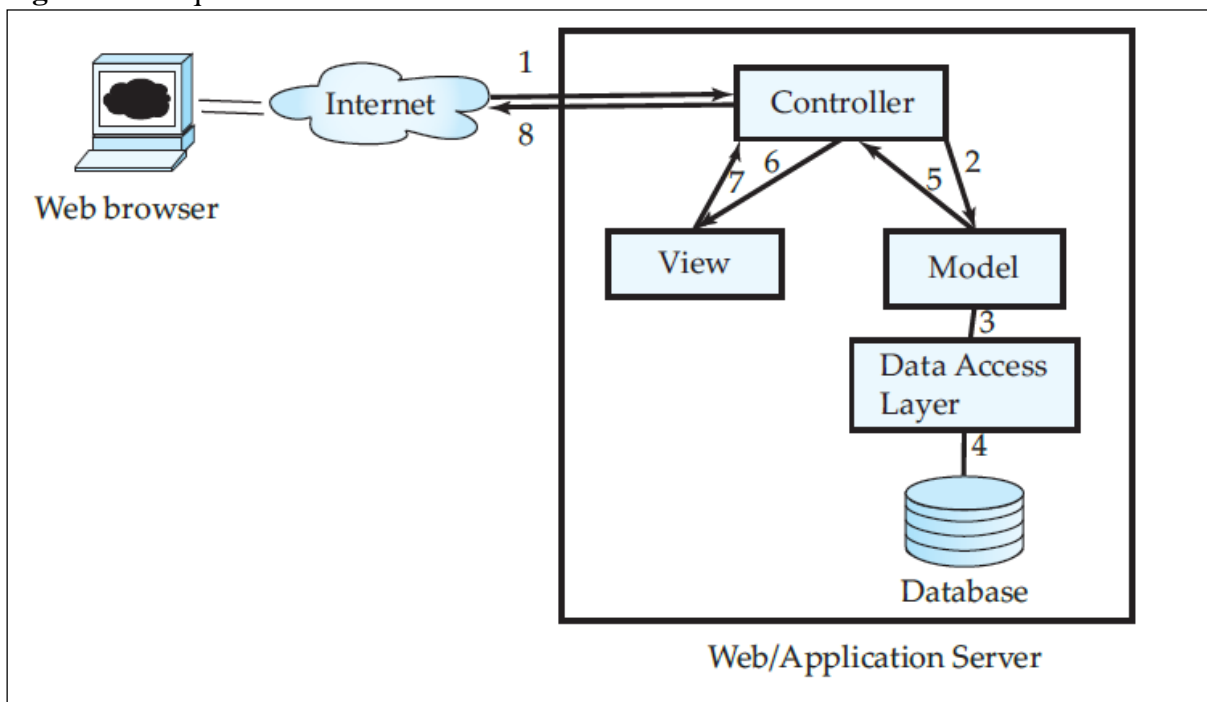 1
Internet
Controller
8
2
7
6
5
Web browser
View
Model
3
Data Access
Layer
4
Database
Web/Application Server